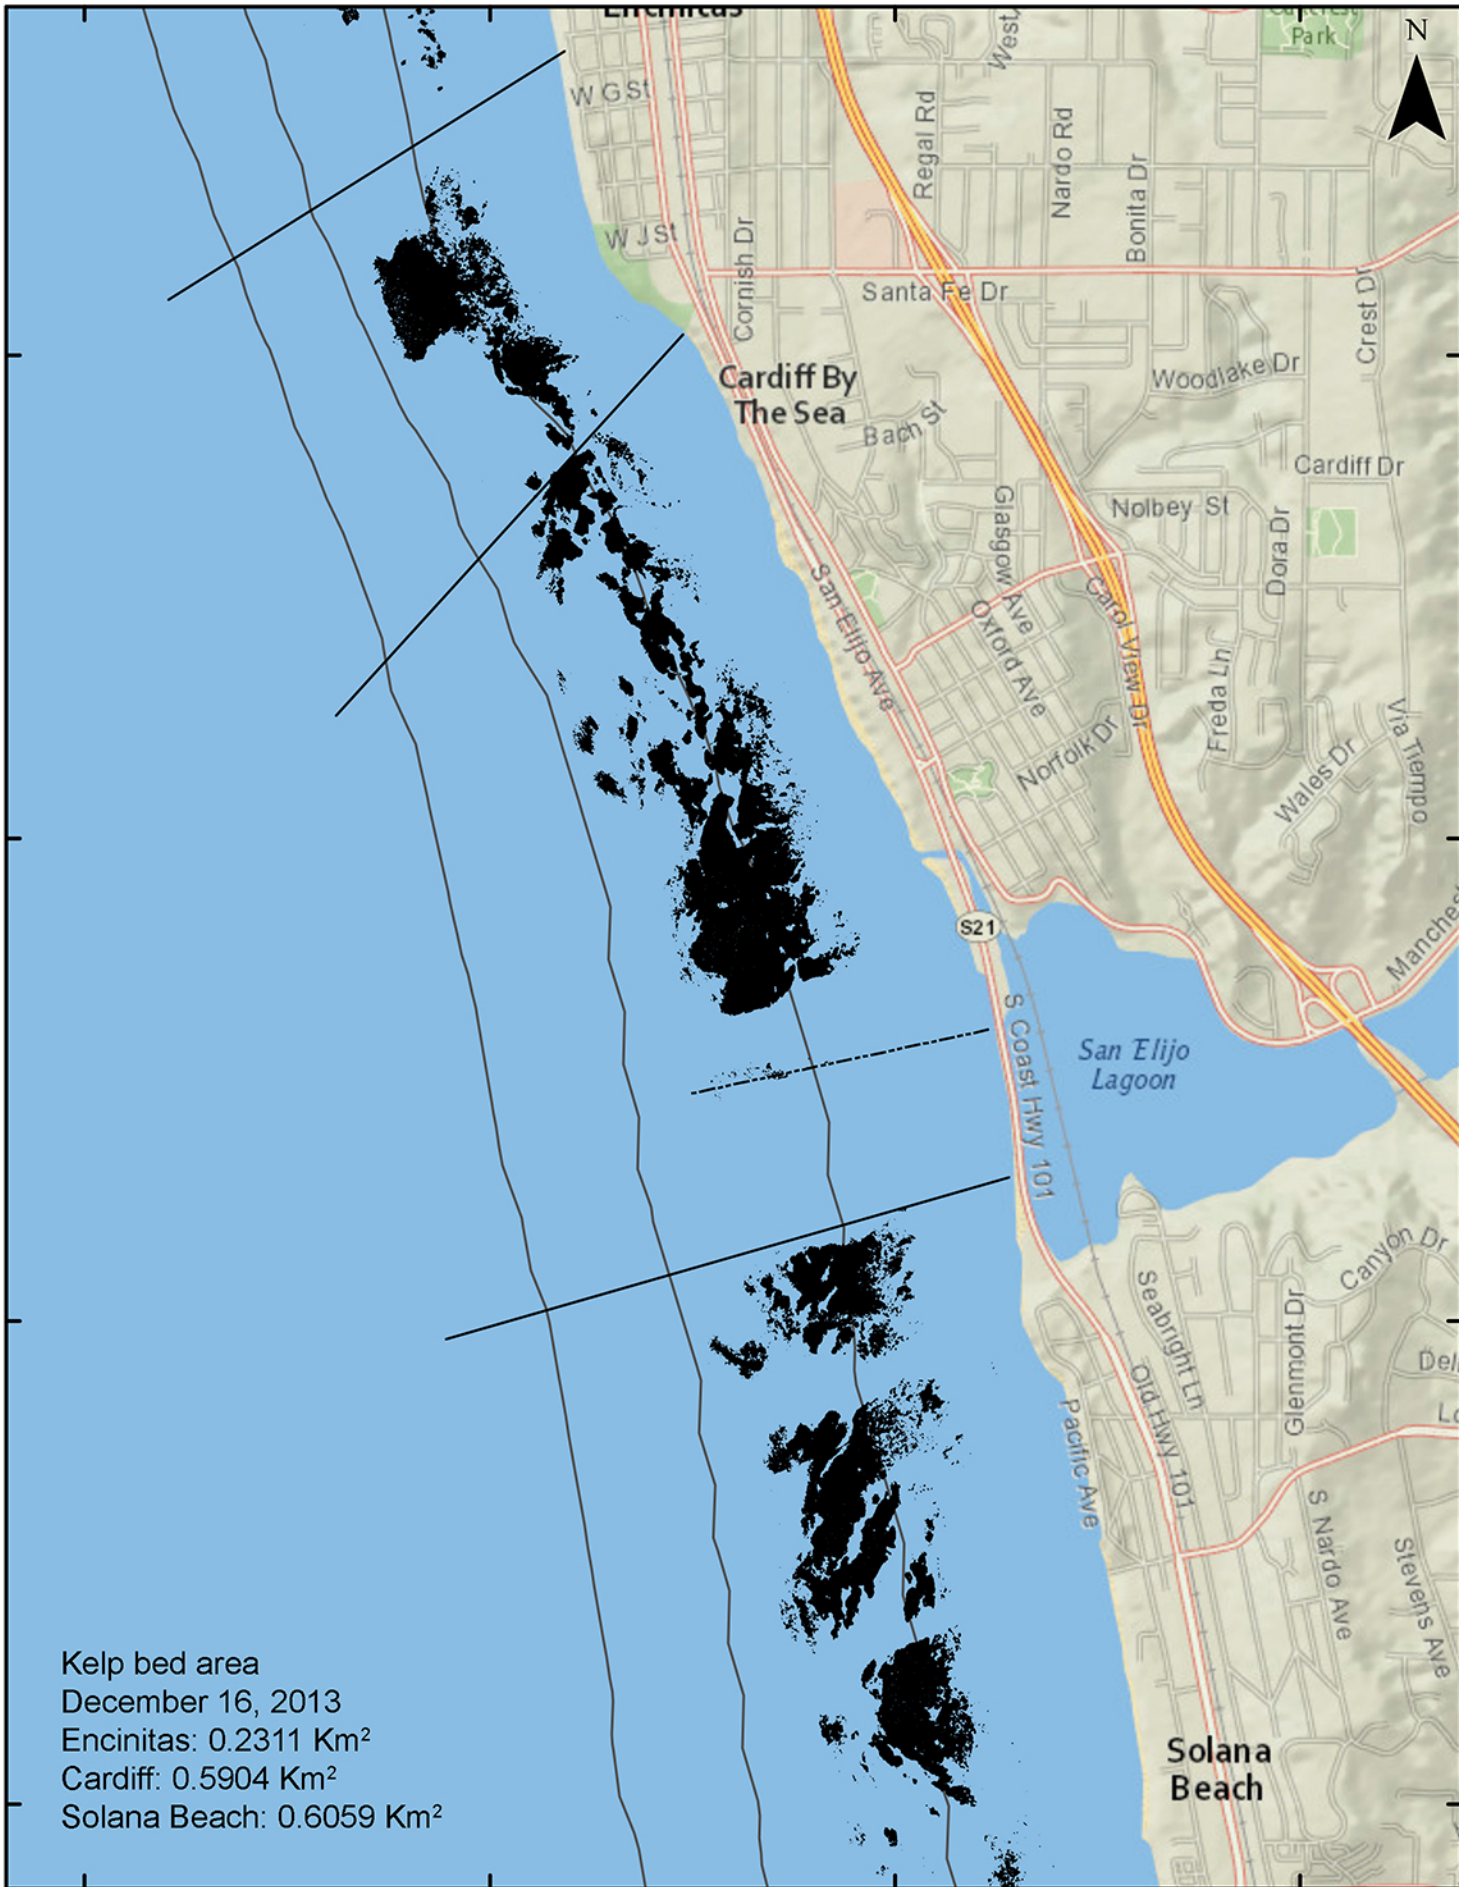 Encinitas
Park
N
West
W G St
Regal Rd
Nardo Rd
Bonita Dr
W J St
Cornish Dr
Santa Fe Dr
Crest Dr
Cardiff By
The Sea
Woodlake Dr
Bach St
Cardiff Dr
Glasgow Ave
Nolbey St
Dora Dr
San Elijo Ave
Oxford Ave
Carol View Dr
Freda Ln
Norfolk Dr
Wales Dr
Via Tiempo
S21
Manches
S Coast Hwy 101
San Elijo
Lagoon
Canyon Dr
Seabright Ln
Glenmont Dr
Del
Old Hwy 101
Lo
Pacific Ave
S Nardo Ave
Stevens Ave
Solana
Beach
Kelp bed area
December 16, 2013
Encinitas: 0.2311 Km²
Cardiff: 0.5904 Km²
Solana Beach: 0.6059 Km²